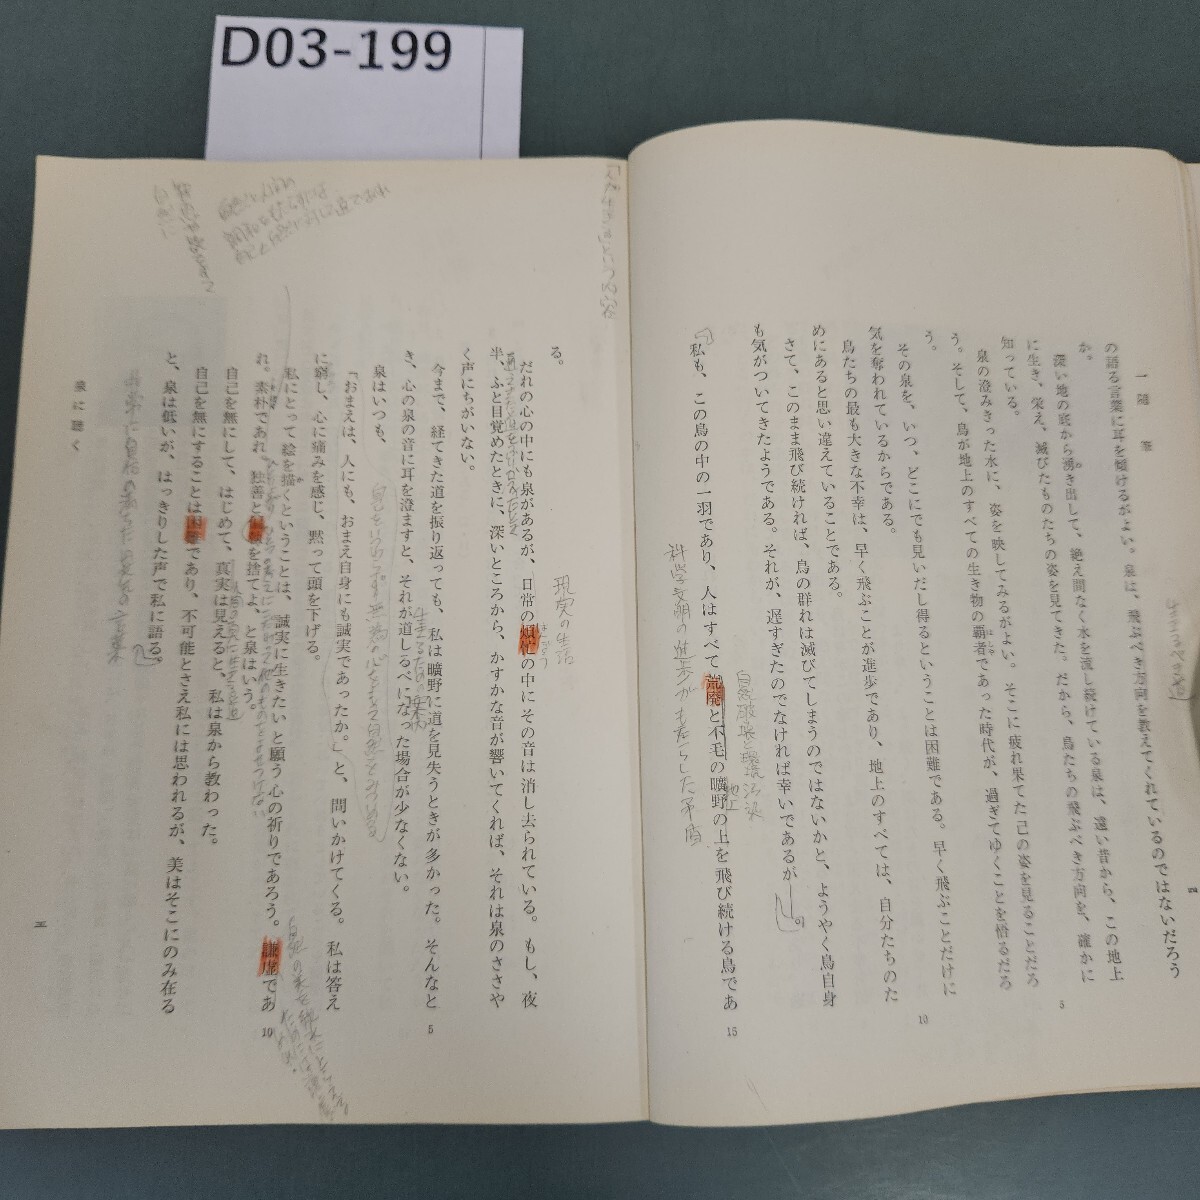 D03-199
一 随 筆
四
の語る言葉に耳を傾けるがよい。泉は、飛ぶべき方向を教えてくれているのではないだろう
か。
深い地の底から湧き出して、絶え間なく水を流し続けている泉は、遠い昔から、この地上
に生き、栄え、滅びたものたちの姿を見てきた。だから、鳥たちの飛ぶべき方向を、確かに
知っている。
泉の澄みきった水に、姿を映してみるがよい。そこに疲れ果てた己の姿を見ることだろ
う。そして、鳥が地上のすべての生き物の覇者であった時代が、過ぎてゆくことを悟るだろ
う。
その泉を、いつ、どこにでも見いだし得るということは困難である。早く飛ぶことだけに
気を奪われているからである。
鳥たちの最も大きな不幸は、早く飛ぶことが進歩であり、地上のすべては、自分たちのた
めにあると思い違えていることである。
さて、このまま飛び続ければ、鳥の群れは滅びてしまうのではないかと、ようやく鳥自身
も気がついてきたようである。それが、遅すぎたのでなければ幸いであるが――。
私も、この鳥の中の一羽であり、人はすべて荒廃と不毛の曠野の上を飛び続ける鳥であ
5
10
15
自然破壊と環境汚染
地上
科学文明の進歩がもたらした矛盾
る。
だれの心の中にも泉があるが、日常の煩忙の中にその音は消し去られている。もし、夜
半、ふと目覚めたときに、深いところから、かすかな音が響いてくれば、それは泉のささや
く声にちがいない。
今まで、経てきた道を振り返っても、私は曠野に道を見失うときが多かった。そんなと
き、心の泉の音に耳を澄ますと、それが道しるべになった場合が少なくない。
泉はいつも、
「おまえは、人にも、おまえ自身にも誠実であったか。」と、問いかけてくる。私は答え
に窮し、心に痛みを感じ、黙って頭を下げる。
私にとって絵を描くということは、誠実に生きたいと願う心の祈りであろう。謙虚であ
れ。素朴であれ。独善と偏執を捨てよ、と泉はいう。
自己を無にして、はじめて、真実は見えると、私は泉から教わった。
自己を無にすることは困難であり、不可能とさえ私には思われるが、美はそこにのみ在る
と、泉は低いが、はっきりした声で私に語る。
5
10
現実の生活
はんぼう
泉に聴く
五